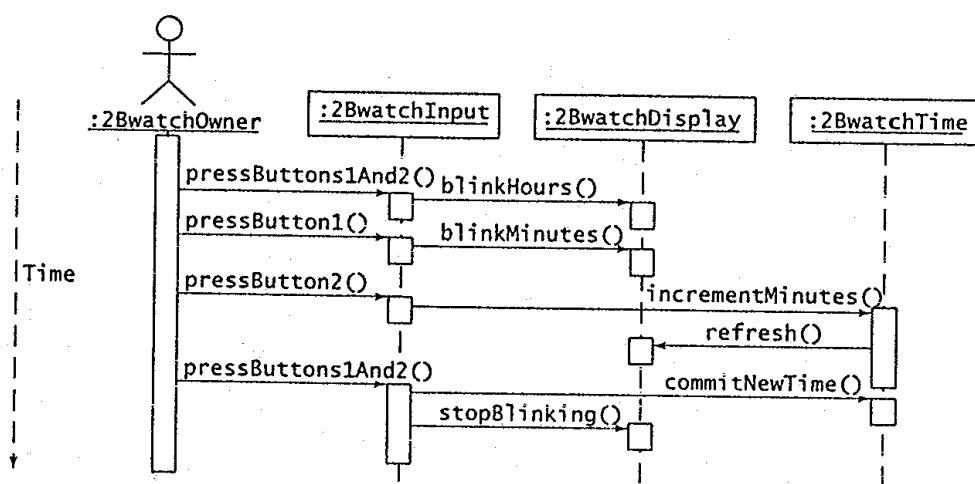 :2BwatchOwner
:2BwatchInput
:2BwatchDisplay
:2BwatchTime
pressButtons1And2()
blinkHours()
pressButton1()
blinkMinutes()
Time
pressButton2()
incrementMinutes()
refresh()
pressButtons1And2()
commitNewTime()
stopBlinking()